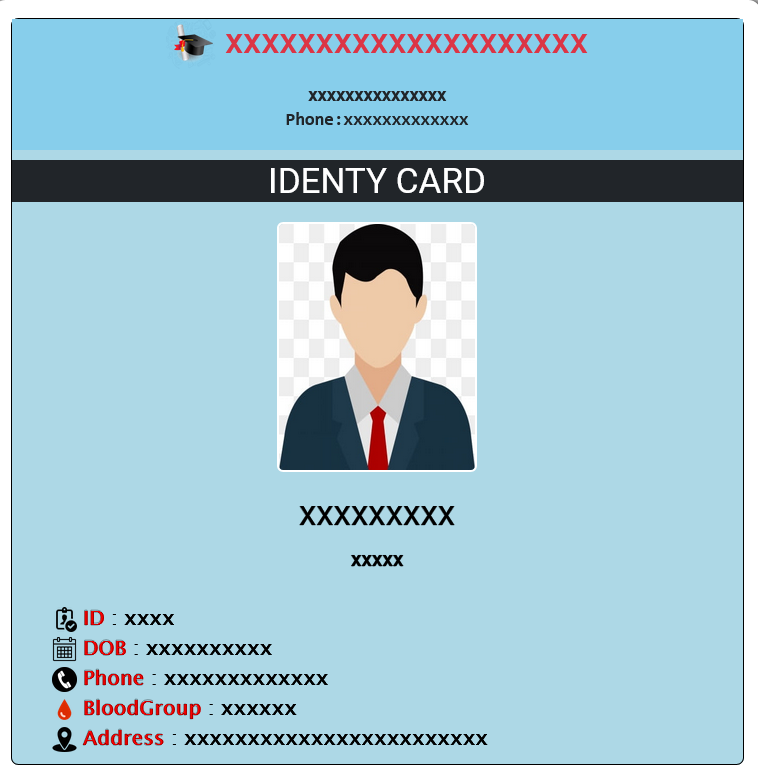 XXXXXXXXXXXXXXXXXXXX
xxxxxxxxxxxxxxx
Phone:xxxxxxxxxxxxx
IDENTY CARD
XXXXXXXXX
xxxxx
ID : xxxx
DOB : xxxxxxxxxx
Phone : xxxxxxxxxxxxx
BloodGroup : xxxxxx
Address : xxxxxxxxxxxxxxxxxxxxxxxx